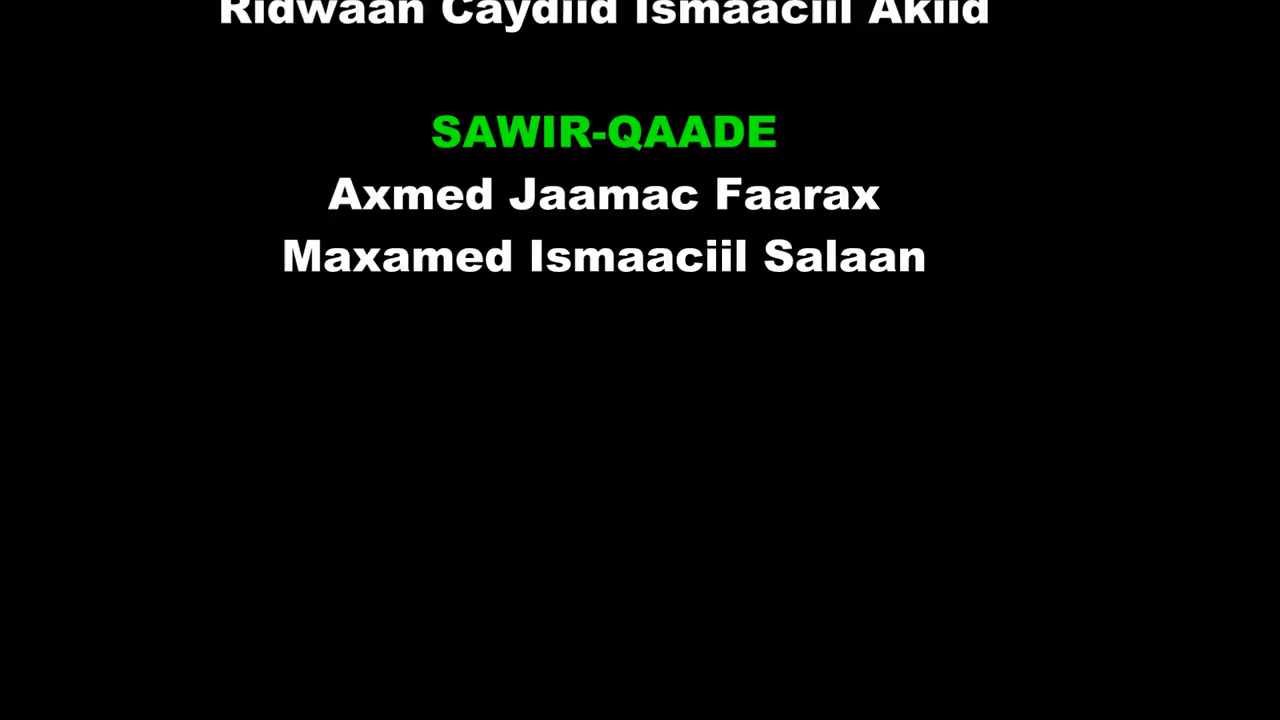 Ridwaan Caydiid Ismaaciil Akiid
SAWIR-QAADE
Axmed Jaamac Faarax
Maxamed Ismaaciil Salaan